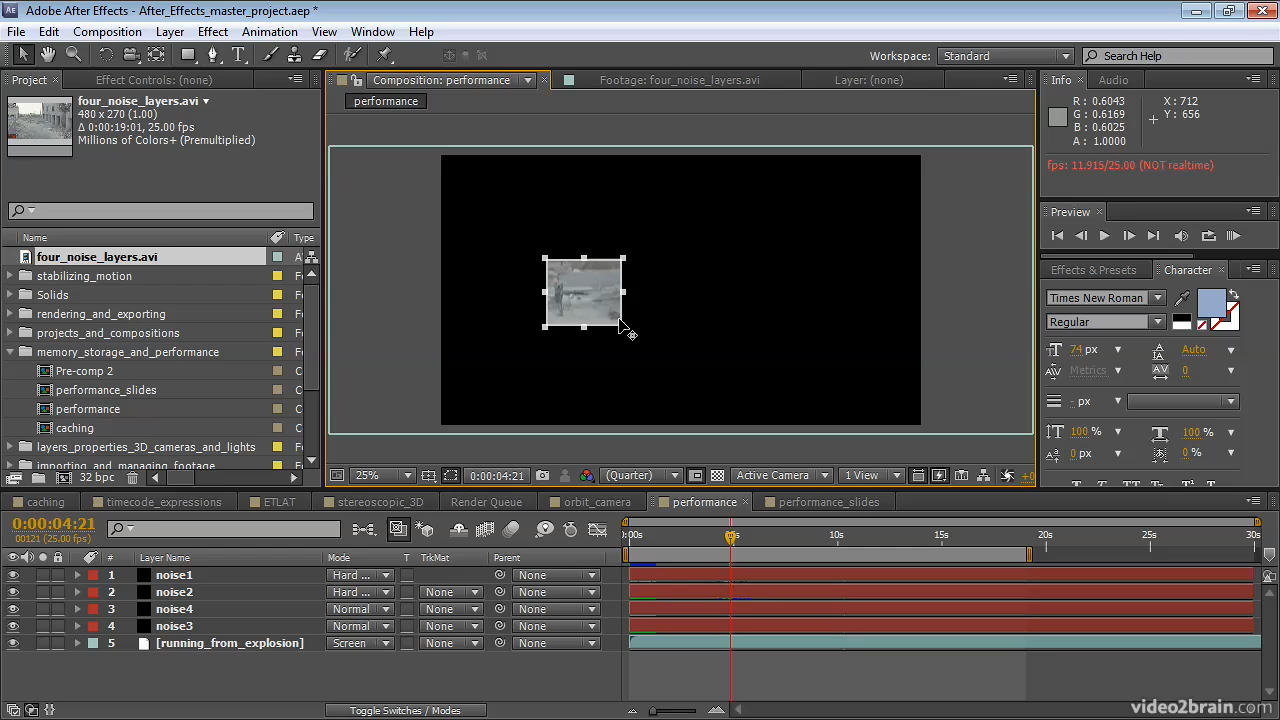 Adobe After Effects - After_Effects_master_project.aep *
File Edit Composition Layer Effect Animation View Window Help
Workspace: Standard Search Help
Project Effect Controls: (none) Composition: performance Footage: four_noise_layers.avi Layer: (none) Info Audio
four_noise_layers.avi
480 x 270 (1.00)
Δ 0:00:19:01, 25.00 fps
Millions of Colors+ (Premultiplied)
performance
R : 0.6043
G : 0.6169
B : 0.6025
A : 1.0000
X : 712
Y : 656
fps: 11.915/25.00 (NOT realtime)
Preview
Name Type
four_noise_layers.avi
stabilizing_motion
Solids
rendering_and_exporting
projects_and_compositions
memory_storage_and_performance
Pre-comp 2
performance_slides
performance
caching
layers_properties_3D_cameras_and_lights
importing_and_managing_footage
32 bpc
Effects & Presets Character
Times New Roman
Regular
74 px Auto
Metrics 0
- px
100 % 100 %
0 px 0 %
25% 0:00:04:21 (Quarter) Active Camera 1 View +0
caching timecode_expressions ETLAT stereoscopic_3D Render Queue orbit_camera performance performance_slides
0:00:04:21
00121 (25.00 fps)
:00s 05s 10s 15s 20s 25s 30s
# Layer Name Mode T TrkMat Parent
1 noise1 Hard ... None
2 noise2 Hard ... None None
3 noise4 Normal None None
4 noise3 Normal None None
5 [running_from_explosion] Screen None None
Toggle Switches / Modes
video2brain.com